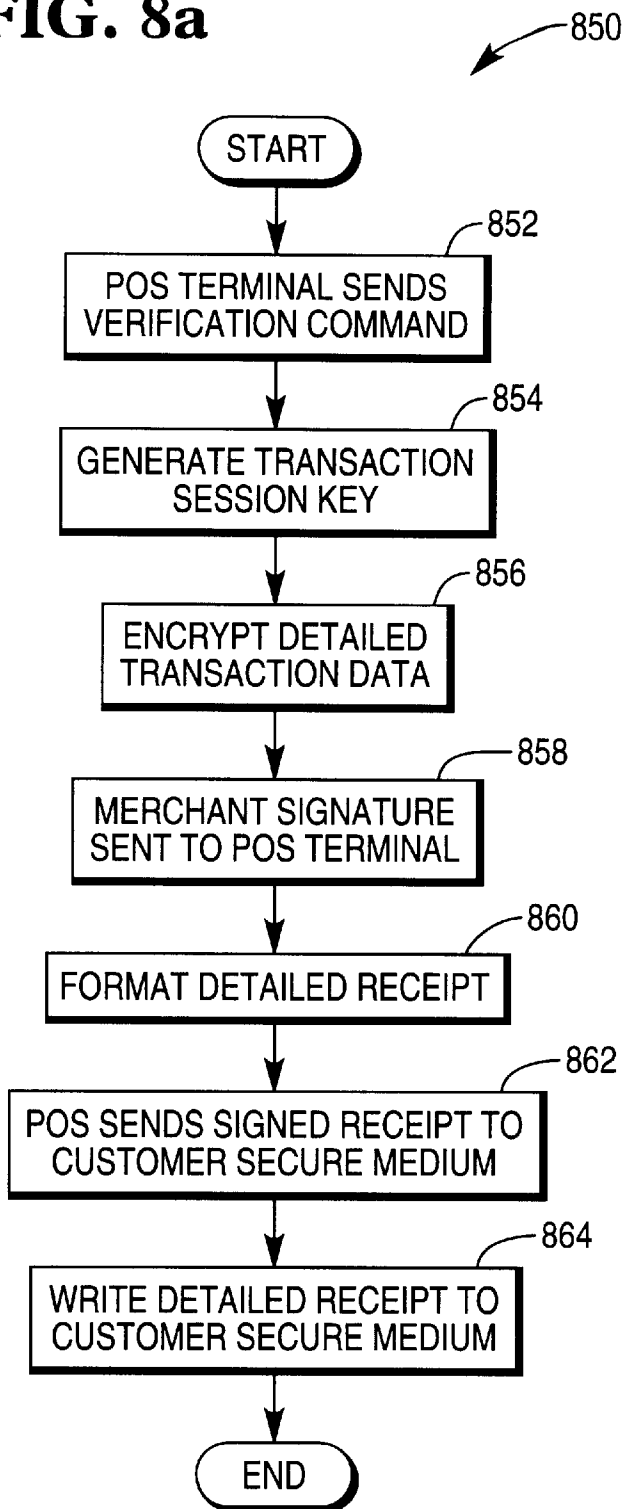 FIG. 8a
850
START
852
POS TERMINAL SENDS
VERIFICATION COMMAND
854
GENERATE TRANSACTION
SESSION KEY
856
ENCRYPT DETAILED
TRANSACTION DATA
858
MERCHANT SIGNATURE
SENT TO POS TERMINAL
860
FORMAT DETAILED RECEIPT
862
POS SENDS SIGNED RECEIPT TO
CUSTOMER SECURE MEDIUM
864
WRITE DETAILED RECEIPT TO
CUSTOMER SECURE MEDIUM
END